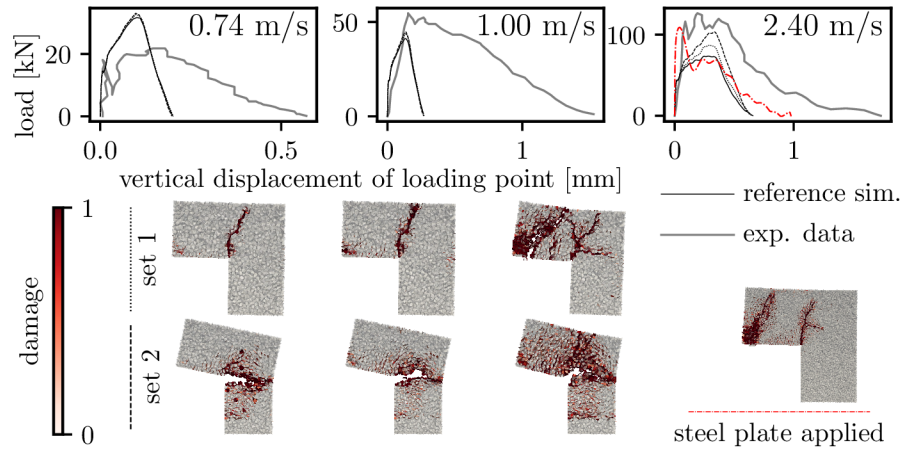 0.74 m/s
1.00 m/s
2.40 m/s
load [kN]
20
0
50
0
100
0
0.0
0.5
0
1
0
1
vertical displacement of loading point [mm]
reference sim.
exp. data
1
damage
0
set 1
set 2
steel plate applied